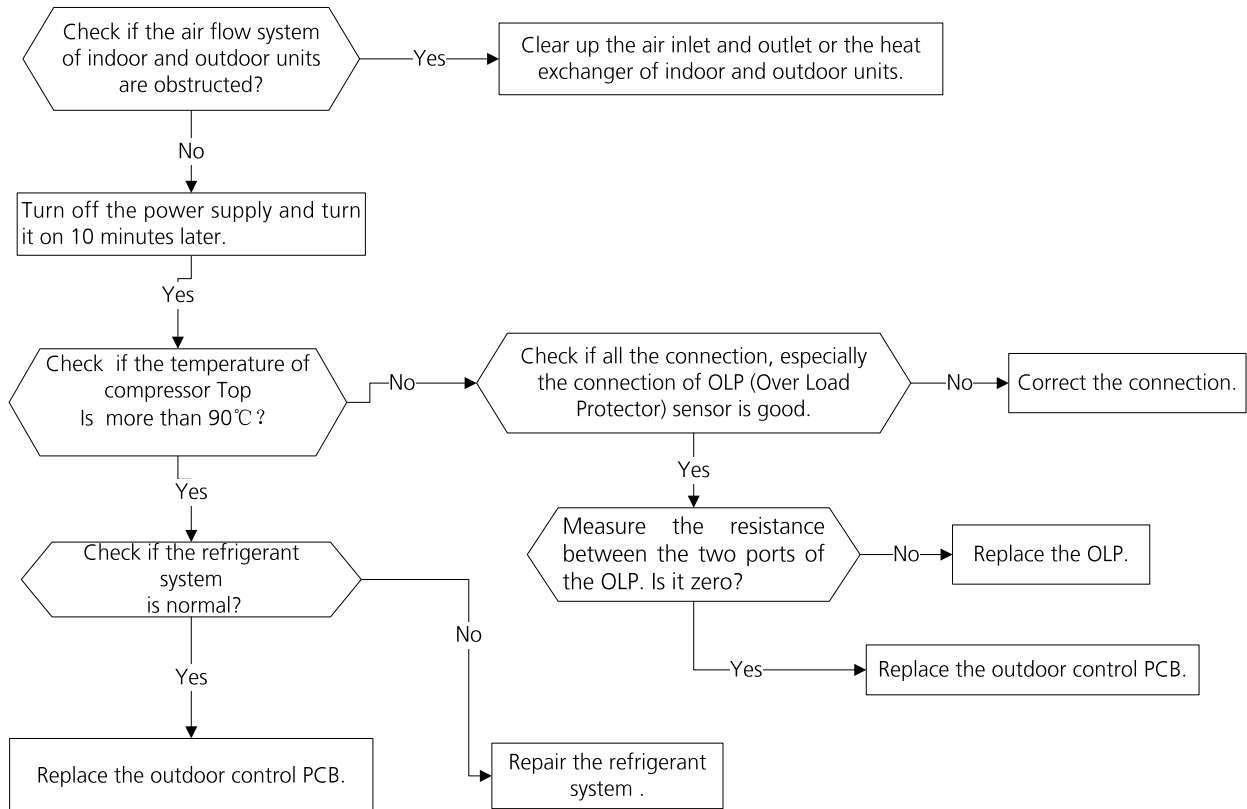 Check if the air flow system
of indoor and outdoor units
are obstructed?
Yes
Clear up the air inlet and outlet or the heat
exchanger of indoor and outdoor units.
No
Turn off the power supply and turn
it on 10 minutes later.
Yes
Check if the temperature of
compressor Top
Is more than 90℃?
No
Check if all the connection, especially
the connection of OLP (Over Load
Protector) sensor is good.
No
Correct the connection.
Yes
Yes
Measure the resistance
between the two ports of
the OLP. Is it zero?
No
Replace the OLP.
Check if the refrigerant
system
is normal?
No
Yes
Replace the outdoor control PCB.
Yes
Replace the outdoor control PCB.
Repair the refrigerant
system .